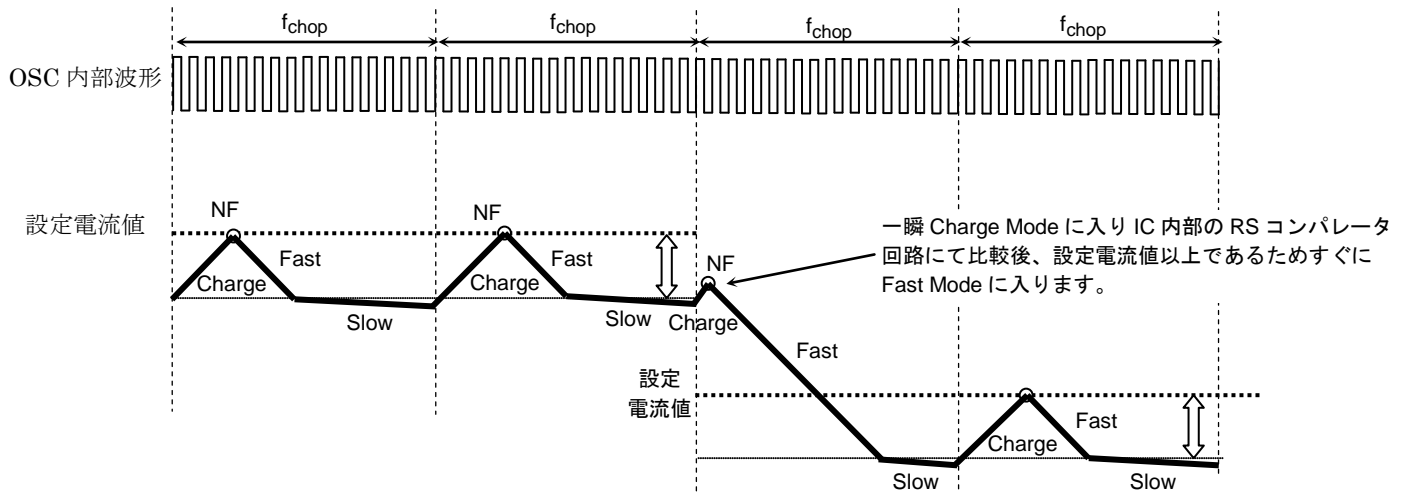 fchop
fchop
fchop
fchop
OSC 内部波形
設定電流値
NF
NF
NF
一瞬 Charge Mode に入り IC 内部の RS コンパレータ
回路にて比較後、設定電流値以上であるためすぐに
Fast Mode に入ります。
Fast
Fast
Charge
Charge
Slow
Slow
Charge
Fast
設定
電流値
Fast
Charge
Slow
Slow